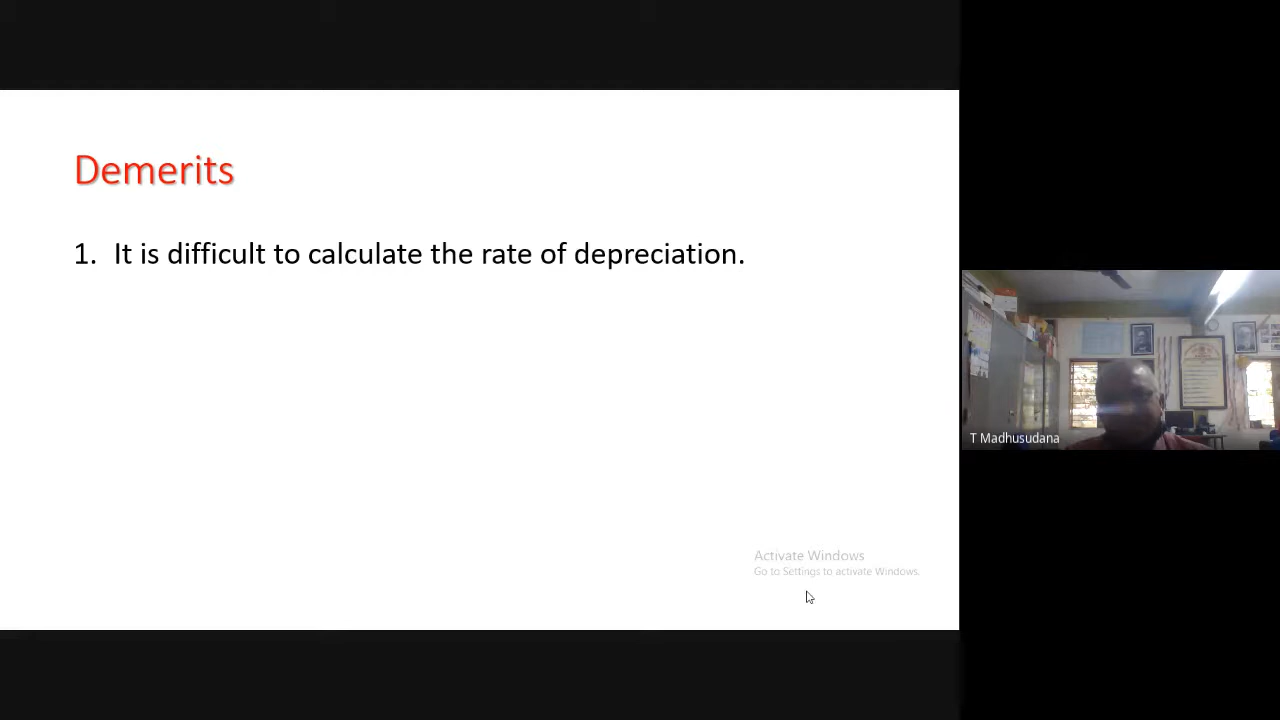 Demerits
1. It is difficult to calculate the rate of depreciation.
Activate Windows
Go to Settings to activate Windows.
T Madhusudana